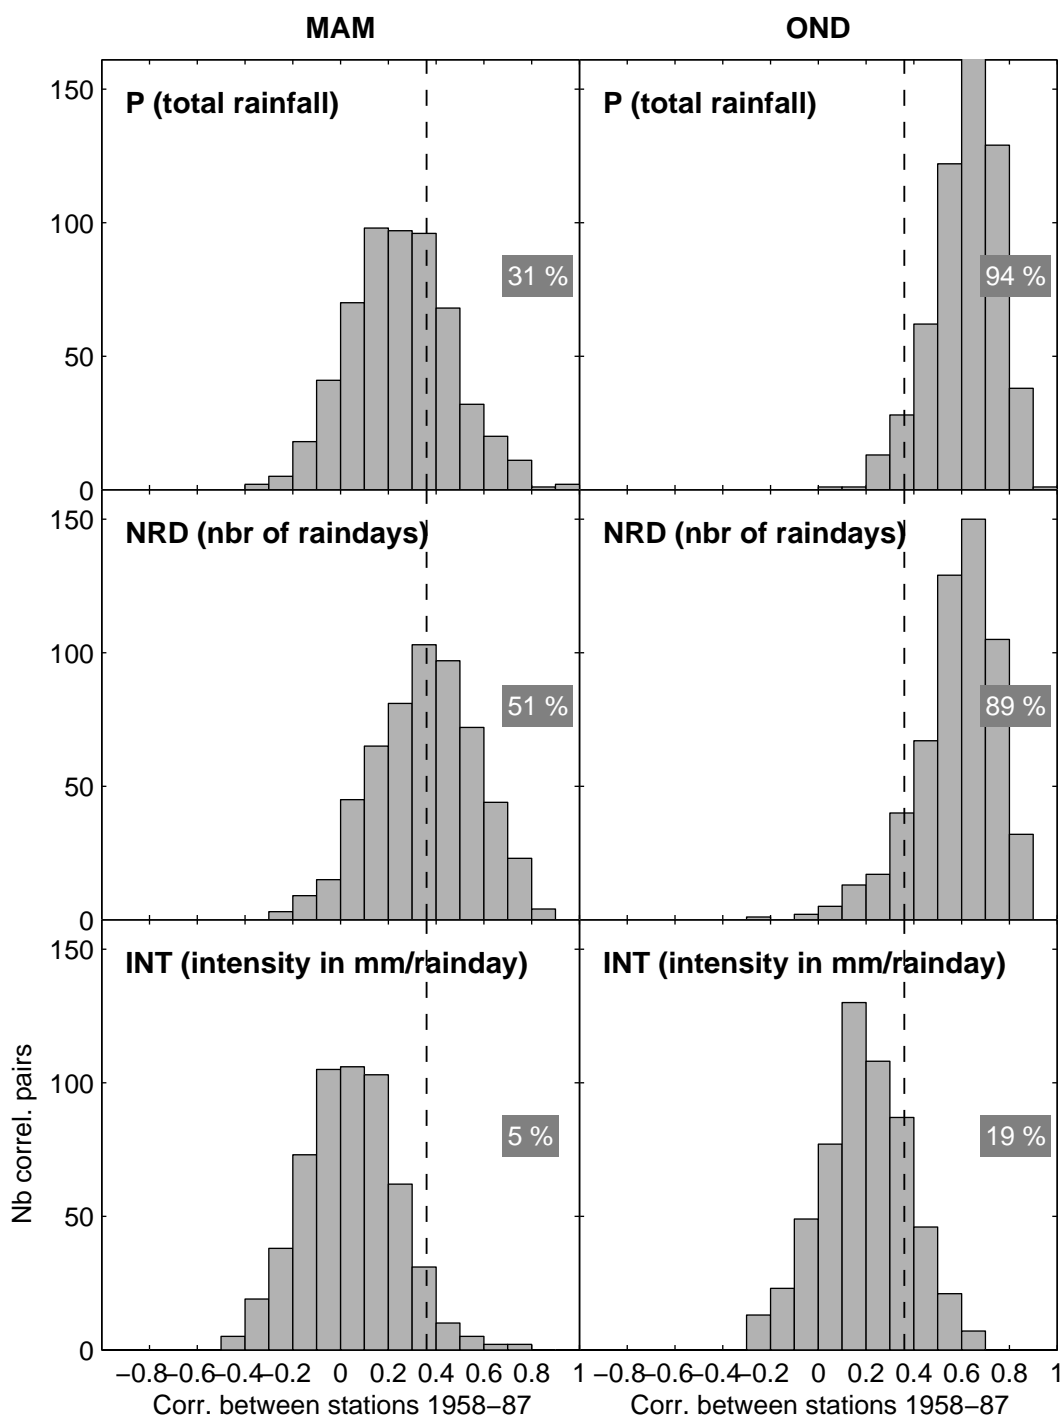 MAM OND
150
P (total rainfall) P (total rainfall)
100
31 % 94 %
50
0
150
NRD (nbr of raindays) NRD (nbr of raindays)
100
51 % 89 %
50
0
150
INT (intensity in mm/rainday) INT (intensity in mm/rainday)
100
5 % 19 %
50
0
Nb correl. pairs
−0.8−0.6−0.4−0.2 0 0.2 0.4 0.6 0.8 1 −0.8−0.6−0.4−0.2 0 0.2 0.4 0.6 0.8 1
Corr. between stations 1958−87 Corr. between stations 1958−87